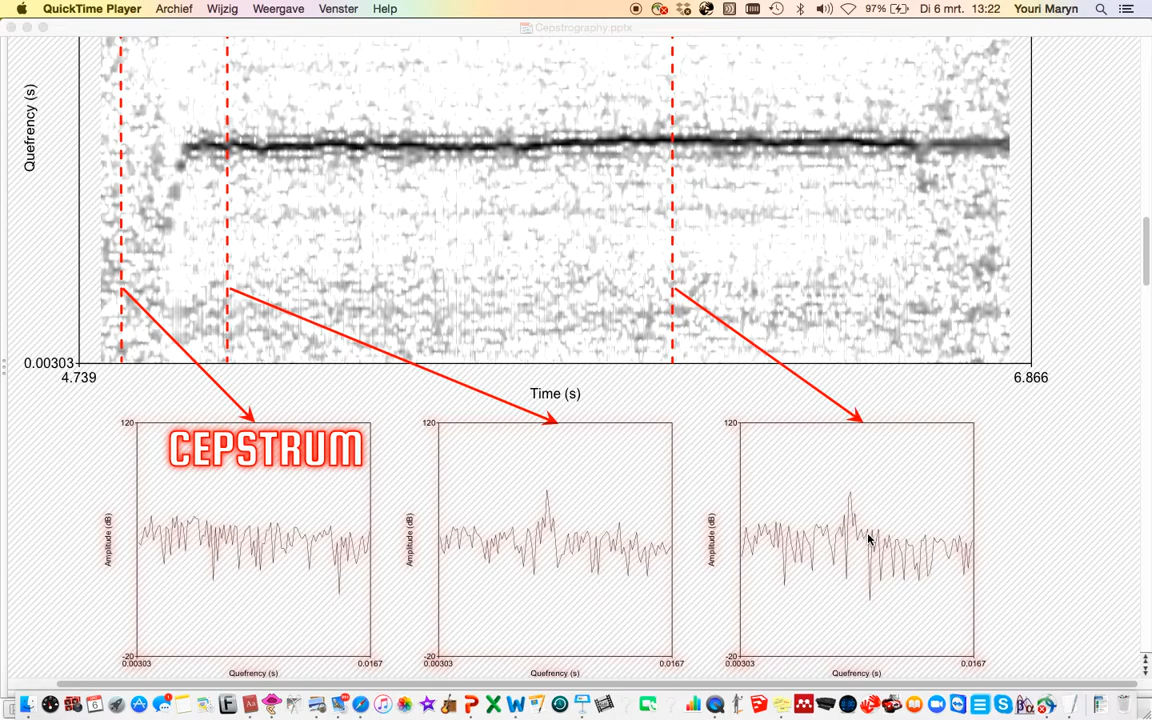 QuickTime Player Archief Wijzig Weergave Venster Help 97% Di 6 mrt. 13:22 Youri Maryn
Cepstrography.pptx
Quefrency (s)
0.00303
4.739
6.866
Time (s)
120
CEPSTRUM
Amplitude (dB)
-20
0.00303
0.0167
Quefrency (s)
120
Amplitude (dB)
-20
0.00303
0.0167
Quefrency (s)
120
Amplitude (dB)
-20
0.00303
0.0167
Quefrency (s)